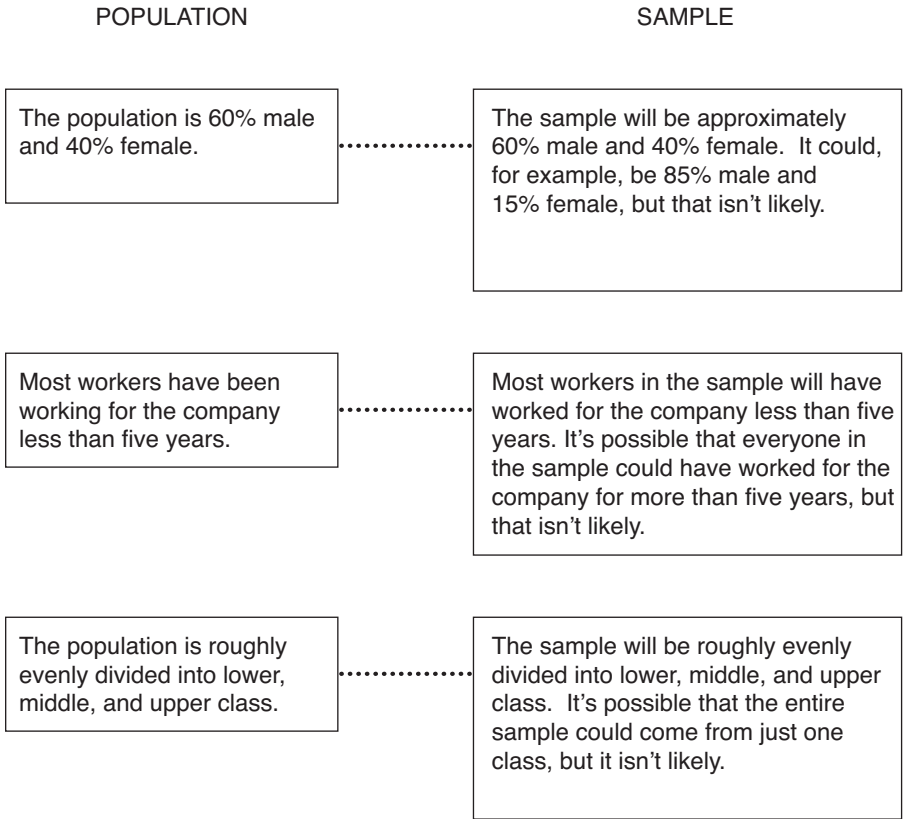 POPULATION
SAMPLE
The population is 60% male
and 40% female.
The sample will be approximately
60% male and 40% female.  It could,
for example, be 85% male and
15% female, but that isn’t likely.
Most workers have been
working for the company
less than five years.
Most workers in the sample will have
worked for the company less than five
years. It’s possible that everyone in
the sample could have worked for the
company for more than five years, but
that isn’t likely.
The population is roughly
evenly divided into lower,
middle, and upper class.
The sample will be roughly evenly
divided into lower, middle, and upper
class.  It’s possible that the entire
sample could come from just one
class, but it isn’t likely.